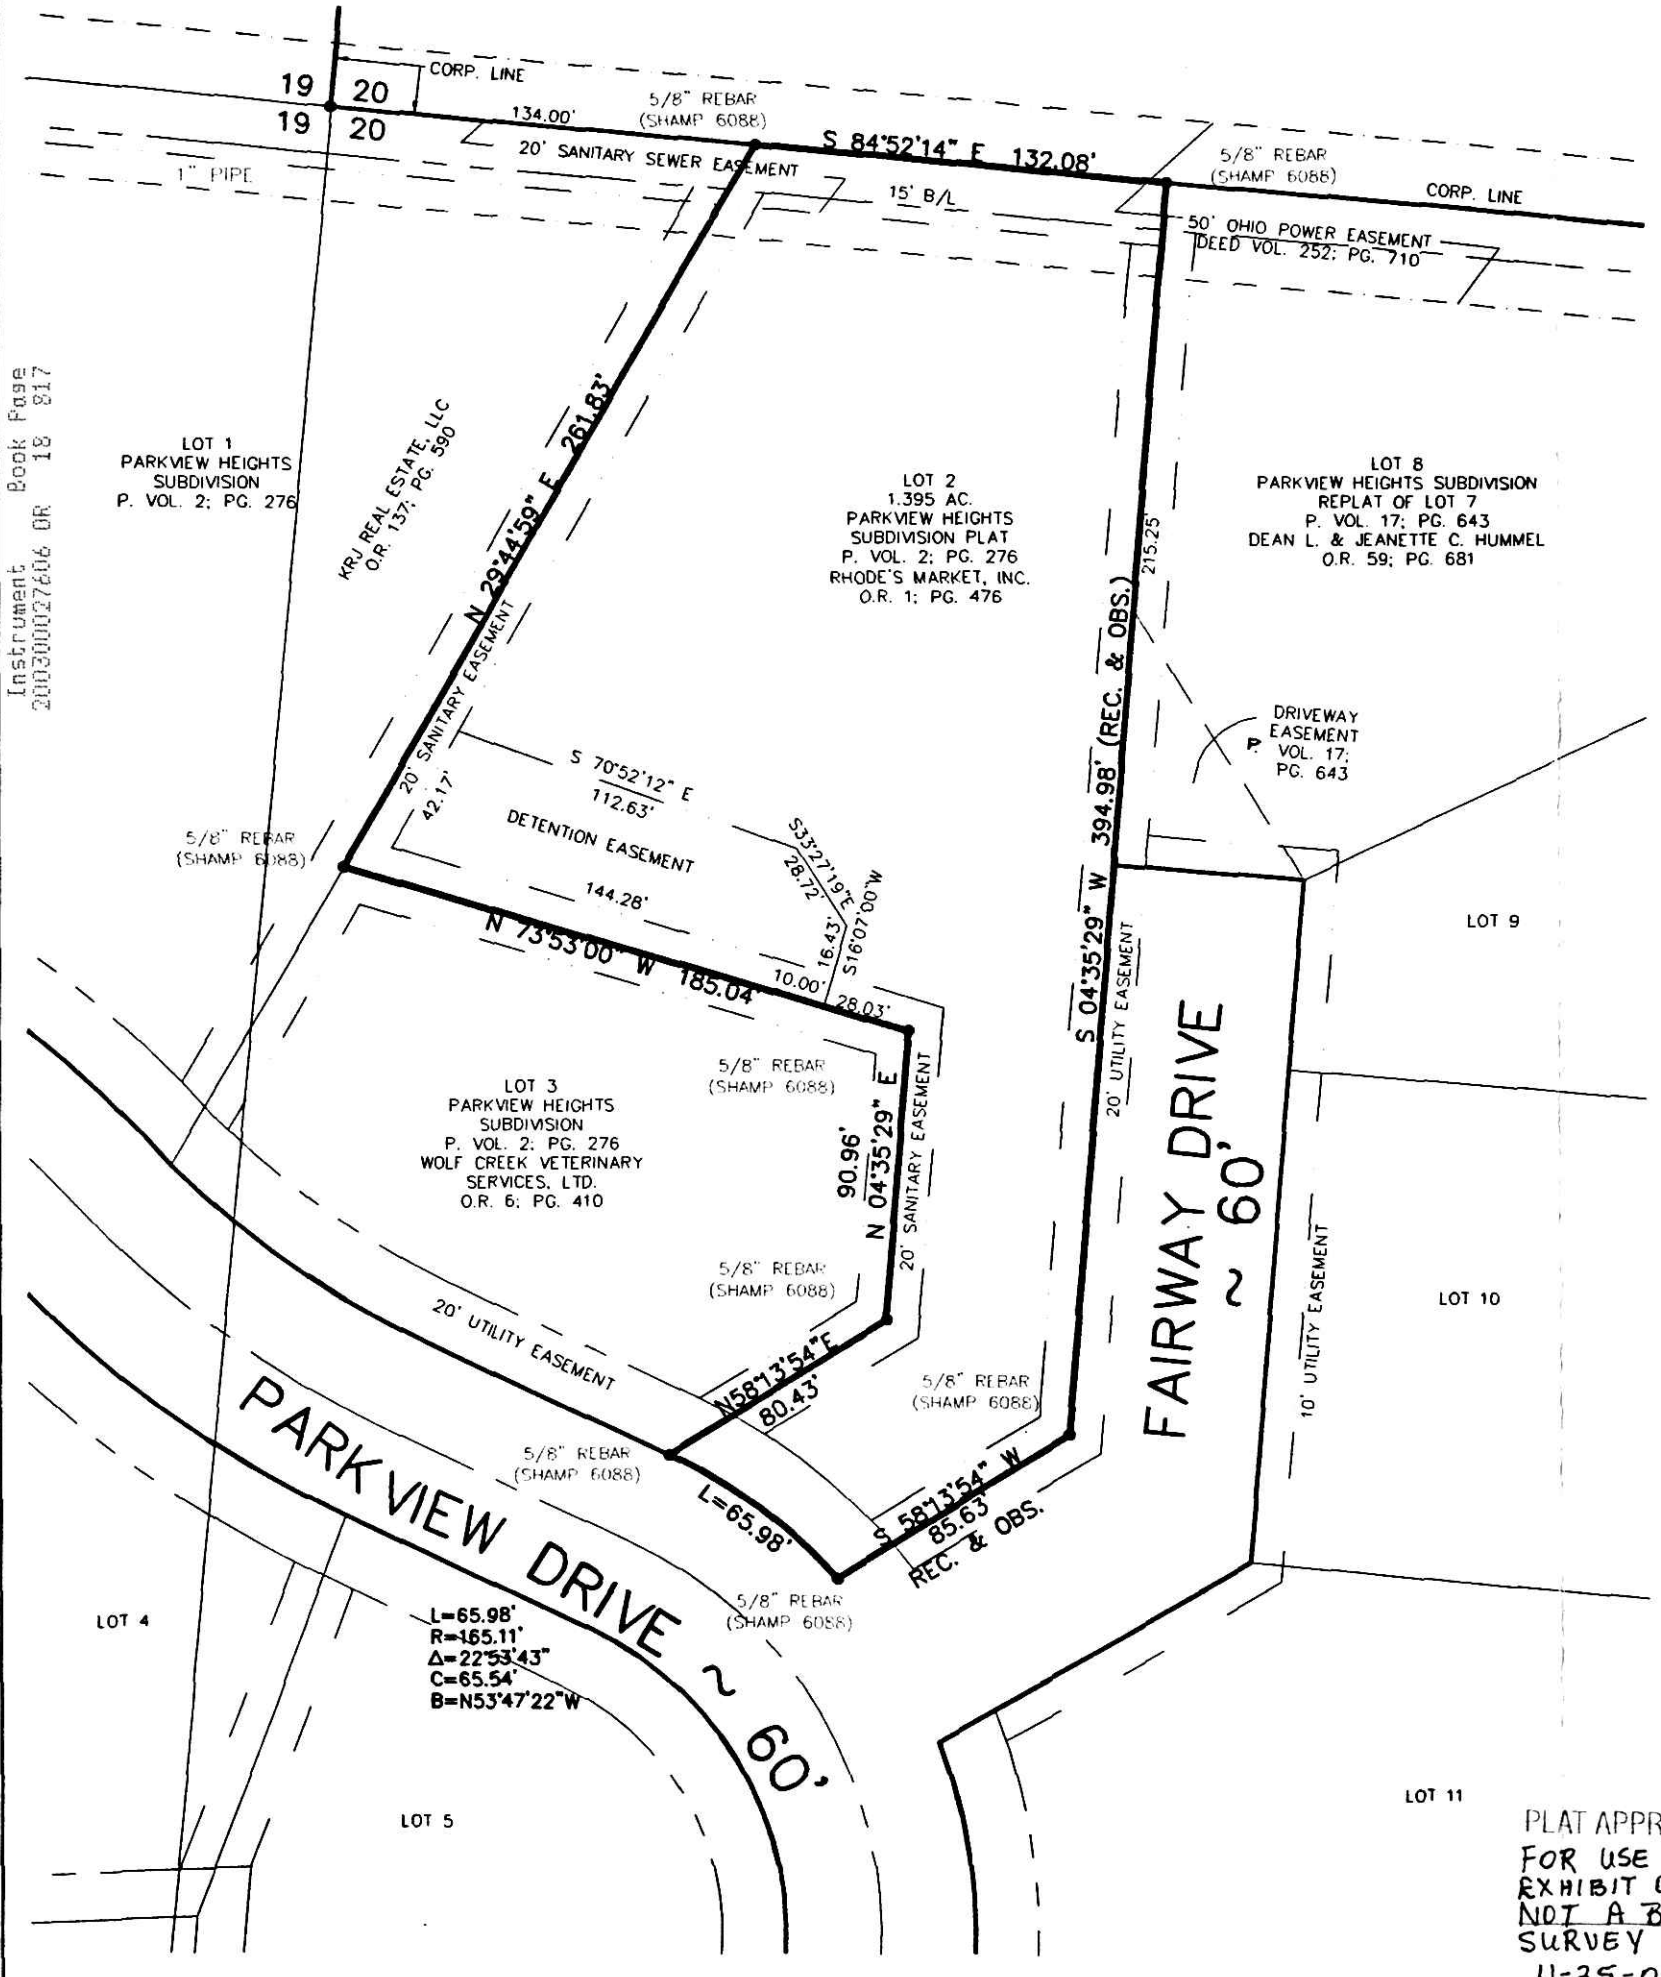 CORP. LINE
19 20
19 20
134.00'
5/8" REBAR
(SHAMP 6088)
S 84°52'14" E 132.08'
20' SANITARY SEWER EASEMENT
1" PIPE
15' B/L
5/8" REBAR
(SHAMP 6088)
CORP. LINE
50' OHIO POWER EASEMENT
DEED VOL. 252; PG. 710
Instrument Book Page
200300027606 OR 18 817
LOT 1
PARKVIEW HEIGHTS
SUBDIVISION
P. VOL. 2; PG. 276
KRJ REAL ESTATE, LLC
O.R. 137; PG. 590
N 29°44'59" E 261.83'
LOT 2
1.395 AC.
PARKVIEW HEIGHTS
SUBDIVISION PLAT
P. VOL. 2; PG. 276
RHODE'S MARKET, INC.
O.R. 1; PG. 476
215.25'
LOT 8
PARKVIEW HEIGHTS SUBDIVISION
REPLAT OF LOT 7
P. VOL. 17; PG. 643
DEAN L. & JEANETTE C. HUMMEL
O.R. 59; PG. 681
S 04°35'29" W 394.98' (REC. & OBS.)
20' SANITARY EASEMENT
42.17'
S 70°52'12" E
112.63'
DETENTION EASEMENT
144.28'
S33°27'19"E
28.72'
16.43'
S16°07'00"W
DRIVEWAY
EASEMENT
P. VOL. 17;
PG. 643
5/8" REBAR
(SHAMP 6088)
N 73°53'00" W 185.04'
10.00'
28.03'
LOT 9
20' UTILITY EASEMENT
FAIRWAY DRIVE
~ 60'
5/8" REBAR
(SHAMP 6088)
LOT 3
PARKVIEW HEIGHTS
SUBDIVISION
P. VOL. 2; PG. 276
WOLF CREEK VETERINARY
SERVICES, LTD.
O.R. 6; PG. 410
90.96'
N 04°35'29" E
20' SANITARY EASEMENT
5/8" REBAR
(SHAMP 6088)
10' UTILITY EASEMENT
LOT 10
20' UTILITY EASEMENT
N58°13'54"E
80.43'
5/8" REBAR
(SHAMP 6088)
5/8" REBAR
(SHAMP 6088)
L=65.98'
S 58°13'54" W
85.63'
REC. & OBS.
PARKVIEW DRIVE ~ 60'
5/8" REBAR
(SHAMP 6088)
LOT 4
L=65.98'
R=165.11'
Δ=22°53'43"
C=65.54'
B=N53°47'22"W
LOT 5
LOT 11
PLAT APPR
FOR USE
EXHIBIT
NOT A B
SURVEY
11-25-0